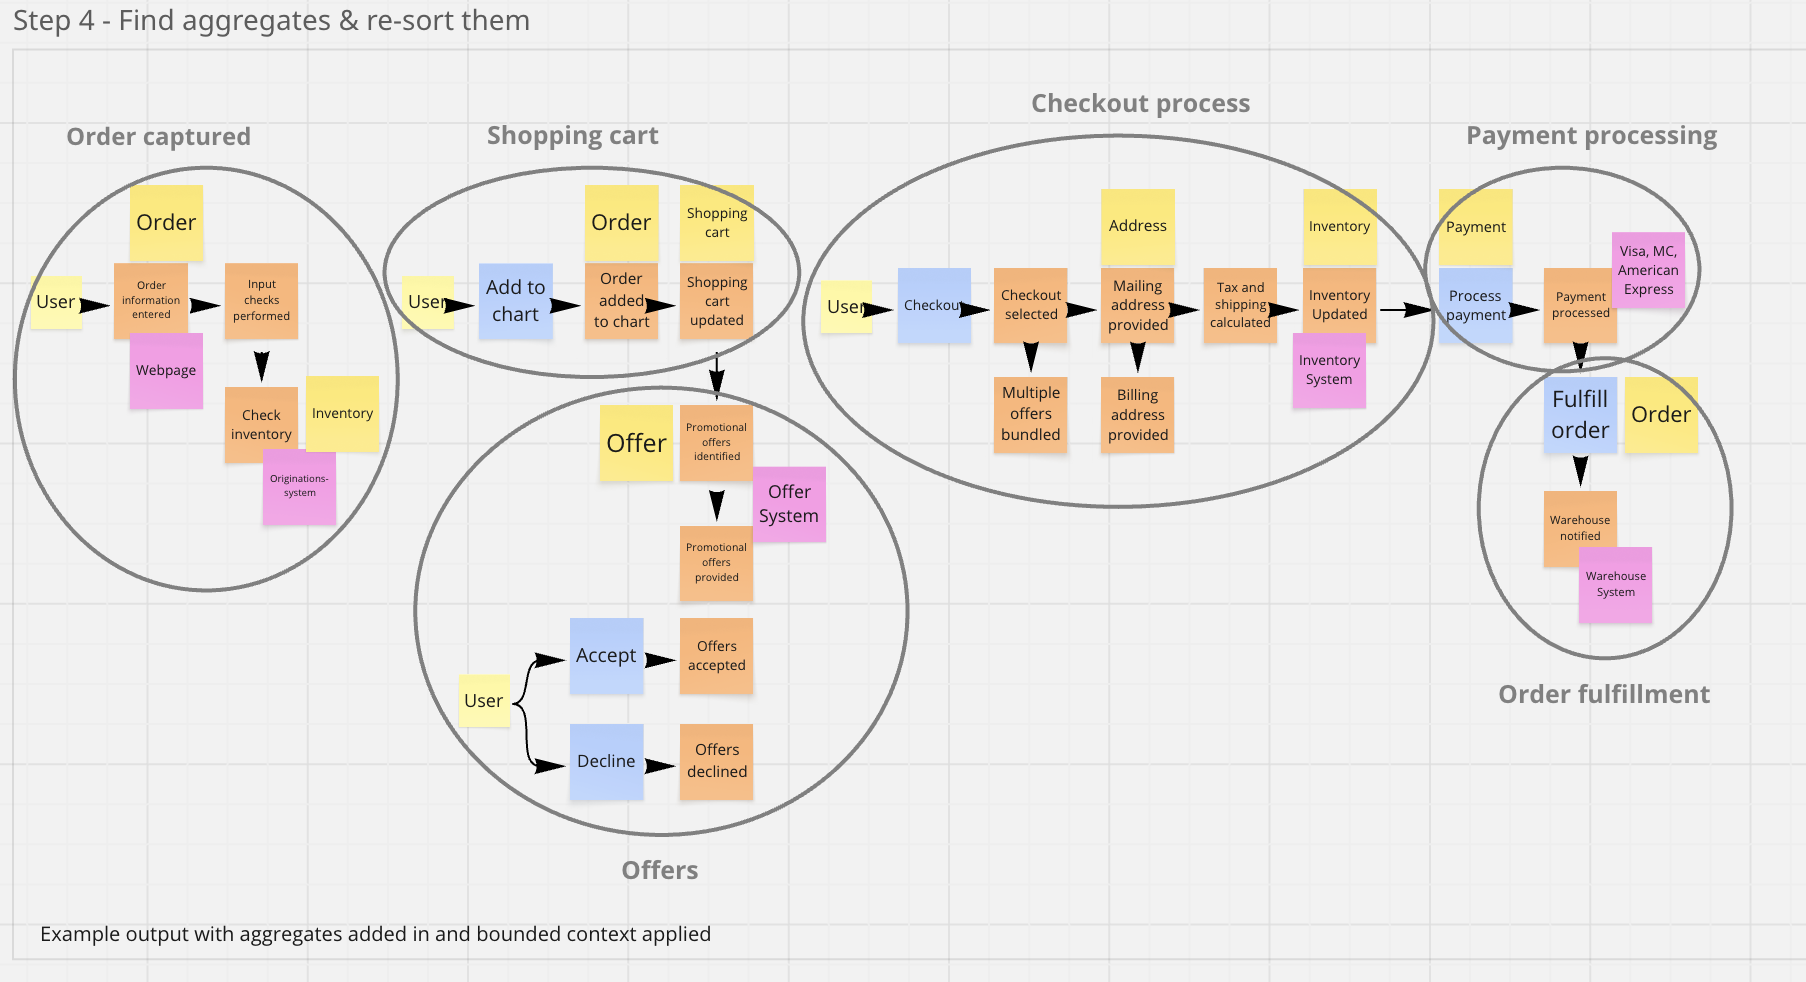 Step 4 - Find aggregates & re-sort them
Order captured
Order
User
Order
information
entered
Input
checks
performed
Webpage
Check
inventory
Inventory
Originations-
system
Shopping cart
Order
Shopping
cart
User
Add to
chart
Order
added
to chart
Shopping
cart
updated
Offer
Promotional
offers
identified
Offer
System
Promotional
offers
provided
User
Accept
Offers
accepted
Decline
Offers
declined
Offers
Checkout process
Address
Inventory
User
Checkout
Checkout
selected
Mailing
address
provided
Tax and
shipping
calculated
Inventory
Updated
Inventory
System
Multiple
offers
bundled
Billing
address
provided
Payment processing
Payment
Visa, MC,
American
Express
Process
payment
Payment
processed
Fulfill
order
Order
Warehouse
notified
Warehouse
System
Order fulfillment
Example output with aggregates added in and bounded context applied